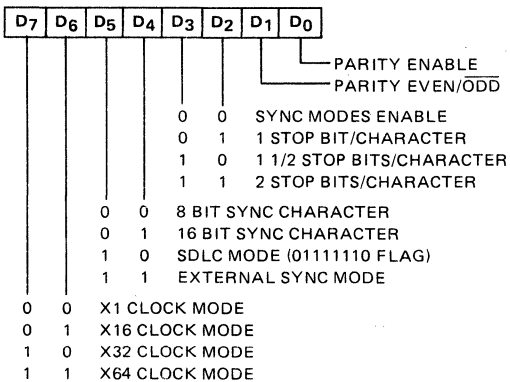 D7 D6 D5 D4 D3 D2 D1 D0
PARITY ENABLE
PARITY EVEN/ODD
0 0 SYNC MODES ENABLE
0 1 1 STOP BIT/CHARACTER
1 0 1 1/2 STOP BITS/CHARACTER
1 1 2 STOP BITS/CHARACTER
0 0 8 BIT SYNC CHARACTER
0 1 16 BIT SYNC CHARACTER
1 0 SDLC MODE (01111110 FLAG)
1 1 EXTERNAL SYNC MODE
0 0 X1 CLOCK MODE
0 1 X16 CLOCK MODE
1 0 X32 CLOCK MODE
1 1 X64 CLOCK MODE